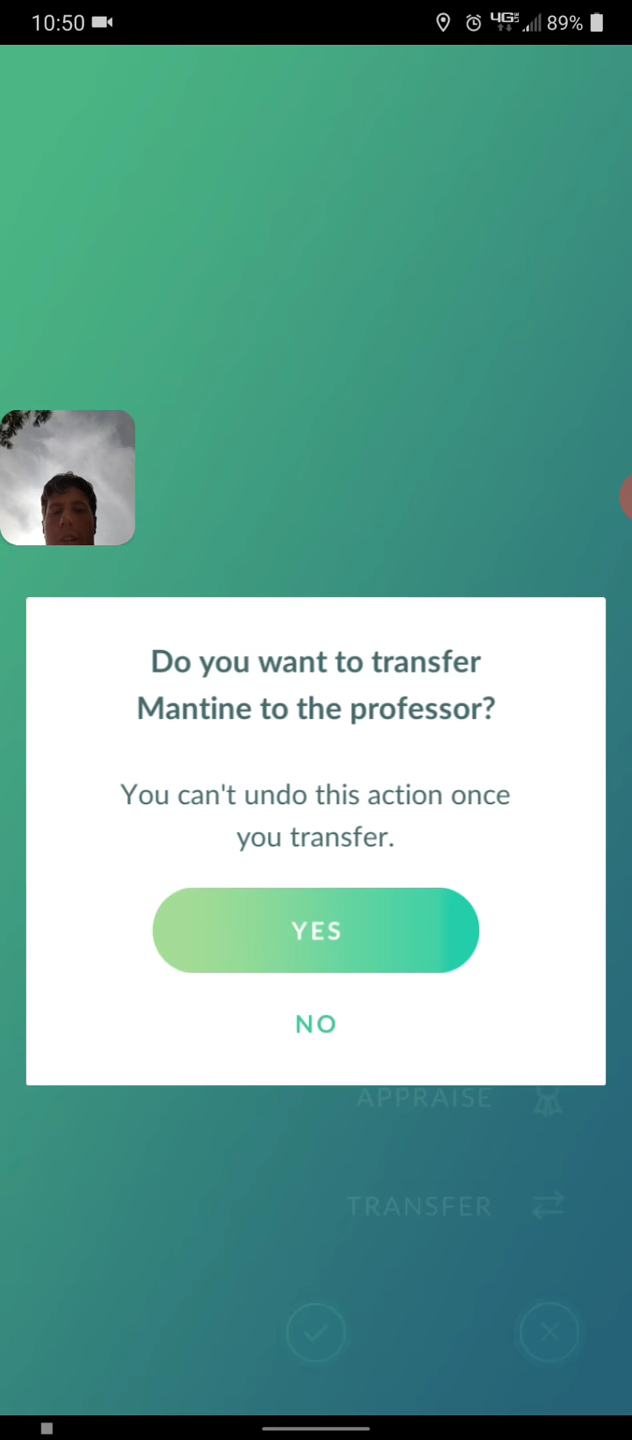 10:50
4G 89%
Do you want to transfer
Mantine to the professor?
You can't undo this action once
you transfer.
YES
NO
APPRAISE
TRANSFER